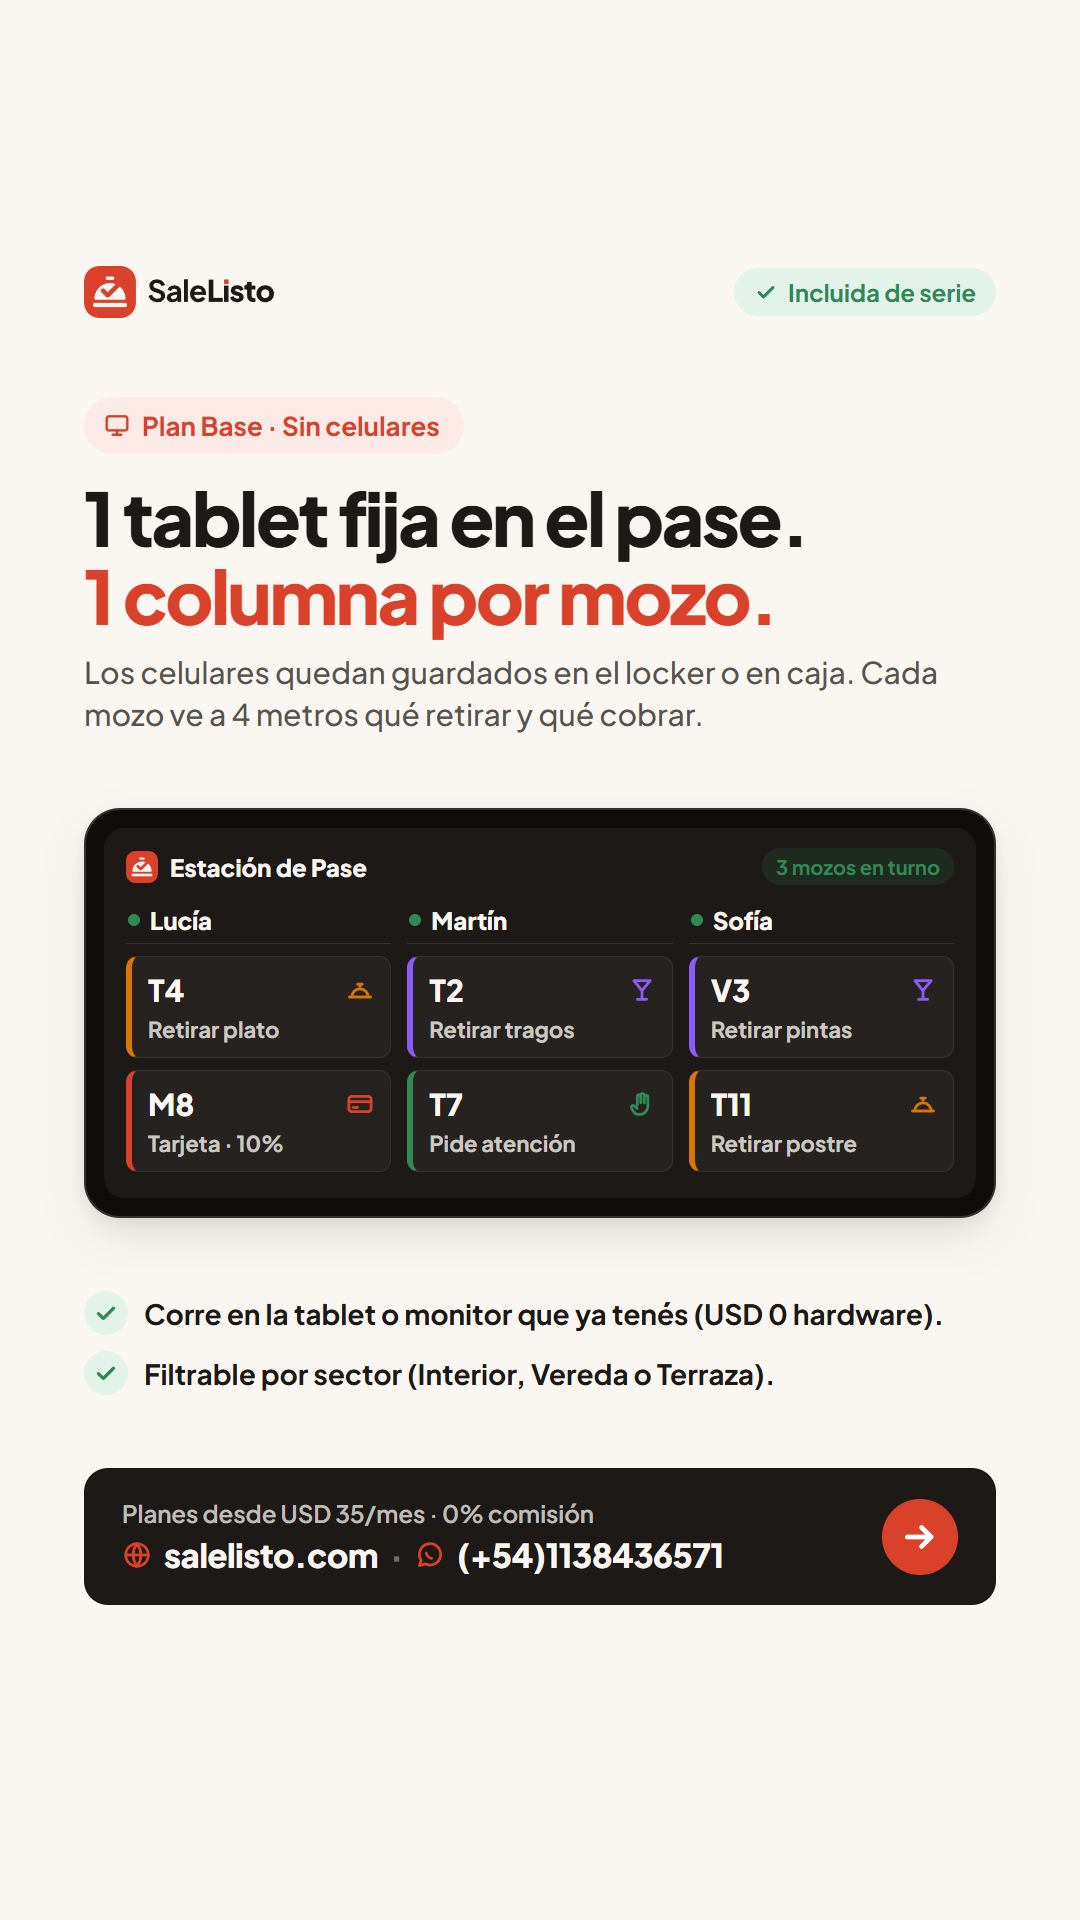 SaleListo
Incluida de serie
Plan Base · Sin celulares
1 tablet fija en el pase.
1 columna por mozo.
Los celulares quedan guardados en el locker o en caja. Cada
mozo ve a 4 metros qué retirar y qué cobrar.
Estación de Pase
3 mozos en turno
Lucía
Martín
Sofía
T4
Retirar plato
T2
Retirar tragos
V3
Retirar pintas
M8
Tarjeta · 10%
T7
Pide atención
T11
Retirar postre
Corre en la tablet o monitor que ya tenés (USD 0 hardware).
Filtrable por sector (Interior, Vereda o Terraza).
Planes desde USD 35/mes · 0% comisión
salelisto.com · (+54)1138436571